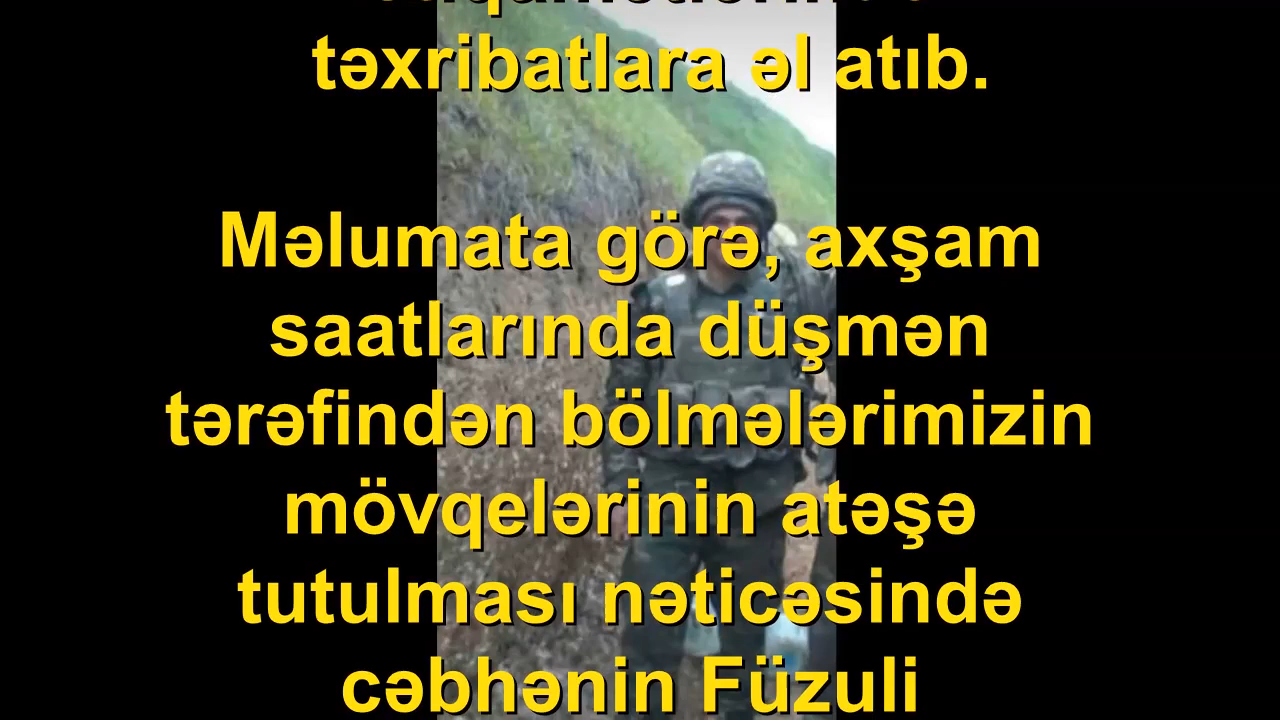 təxribatlara əl atıb.
Məlumata görə, axşam
saatlarında düşmən
tərəfindən bölmələrimizin
mövqelərinin atəşə
tutulması nəticəsində
cəbhənin Füzuli